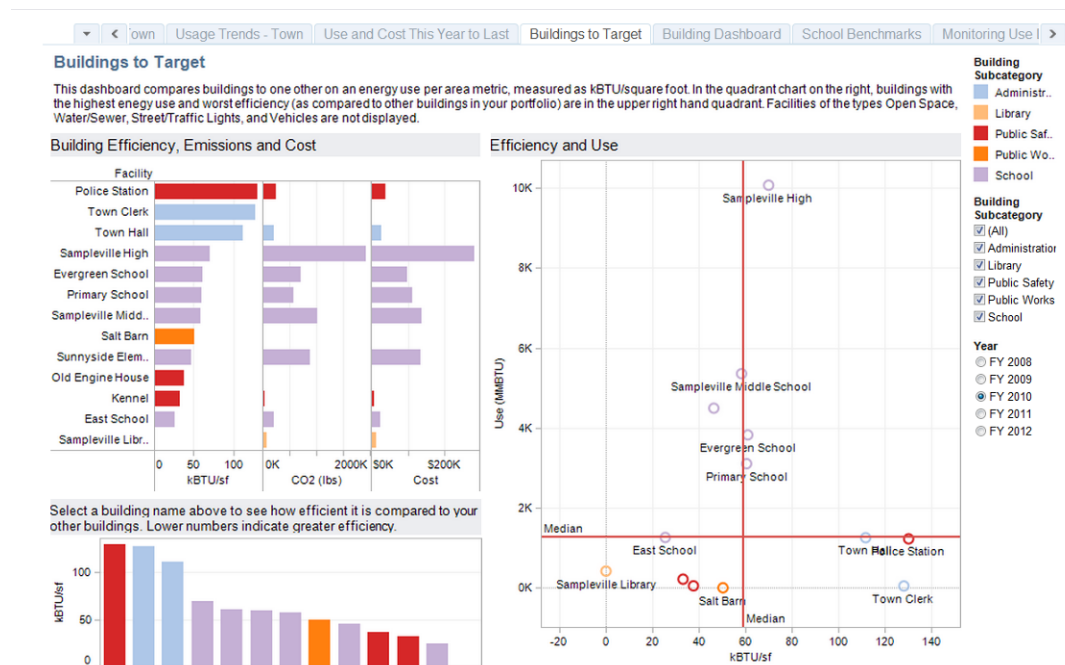 own
Usage Trends - Town
Use and Cost This Year to Last
Buildings to Target
Building Dashboard
School Benchmarks
Monitoring Use
Buildings to Target
This dashboard compares buildings to one other on an energy use per area metric, measured as kBTU/square foot. In the quadrant chart on the right, buildings with
the highest enegy use and worst efficiency (as compared to other buildings in your portfolio) are in the upper right hand quadrant. Facilities of the types Open Space,
Water/Sewer, Street/Traffic Lights, and Vehicles are not displayed.
Building Efficiency, Emissions and Cost
Facility
Police Station
Town Clerk
Town Hall
Sampleville High
Evergreen School
Primary School
Sampleville Midd..
Salt Barn
Sunnyside Elem..
Old Engine House
Kennel
East School
Sampleville Libr..
0 50 100
kBTU/sf
0K 2000K
CO2 (lbs)
$0K $200K
Cost
Select a building name above to see how efficient it is compared to your
other buildings. Lower numbers indicate greater efficiency.
100
50
0
kBTU/sf
Efficiency and Use
10K
8K
6K
4K
2K
0K
Use (MMBTU)
Sampleville High
Sampleville Middle School
Evergreen School
Primary School
Median
East School
Town Hall
Police Station
Sampleville Library
Salt Barn
Town Clerk
Median
-20 0 20 40 60 80 100 120 140
kBTU/sf
Building
Subcategory
Administr..
Library
Public Saf..
Public Wo..
School
Building
Subcategory
(All)
Administration
Library
Public Safety
Public Works
School
Year
FY 2008
FY 2009
FY 2010
FY 2011
FY 2012